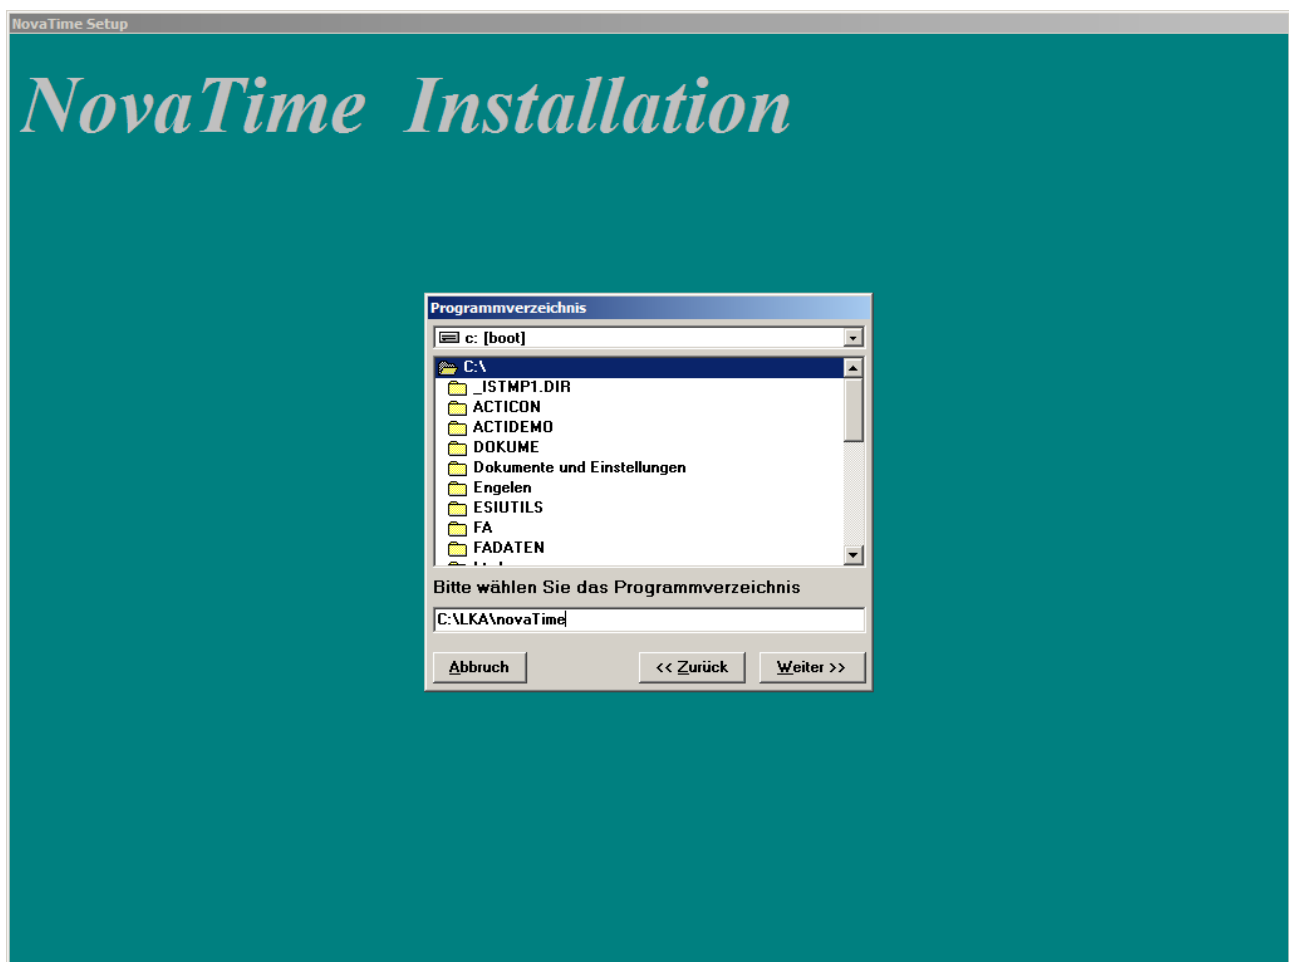 NovaTime Setup
NovaTime Installation
Programmverzeichnis
c: [boot]
C:\
_ISTMP1.DIR
ACTICON
ACTIDEMO
DOKUME
Dokumente und Einstellungen
Engelen
ESIUTILS
FA
FADATEN
Bitte wählen Sie das Programmverzeichnis
C:\LKA\novaTime
Abbruch
<< Zurück
Weiter >>